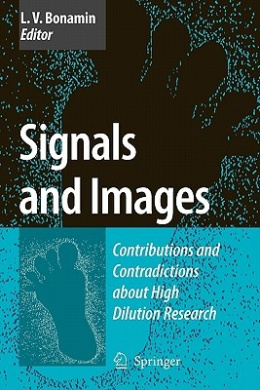 L. V. Bonamin
Editor
Signals
and Images
Contributions and
Contradictions
about High
Dilution Research
Springer